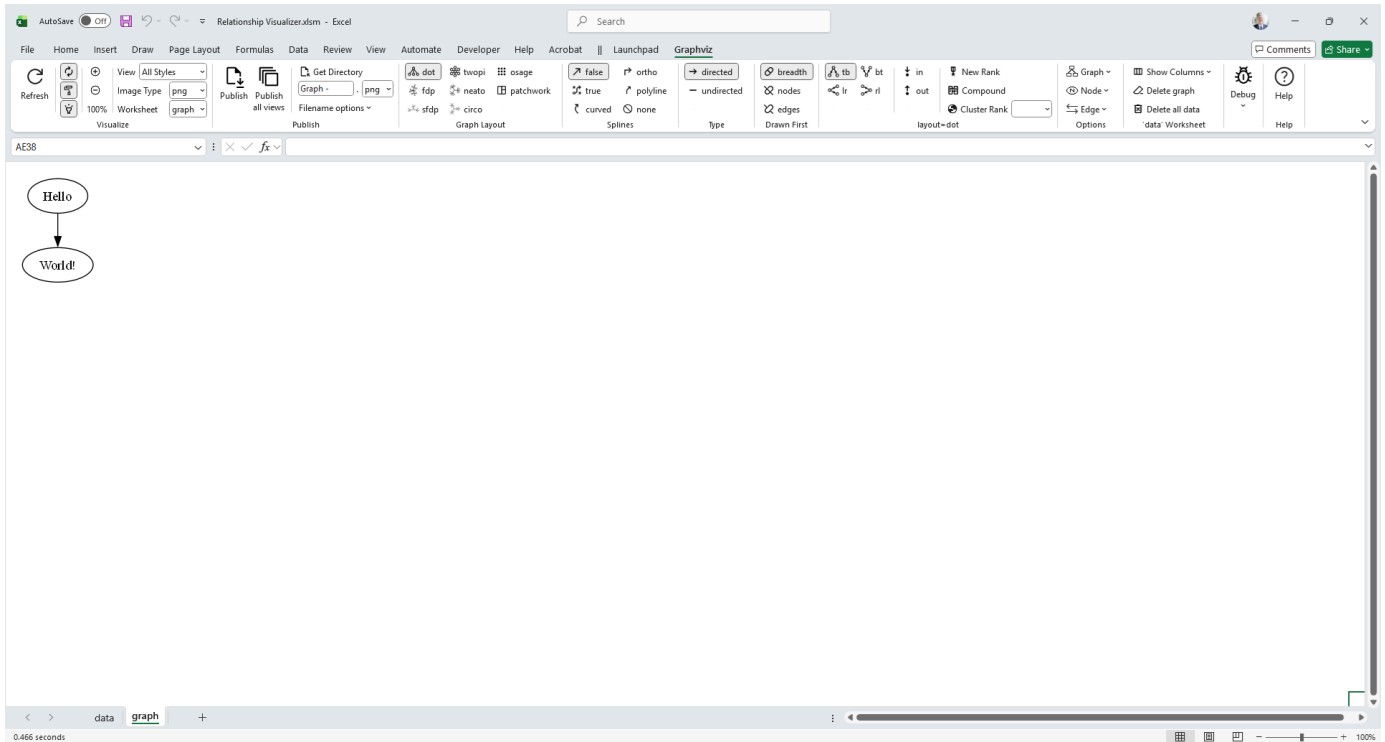 AutoSave Off Relationship Visualizer.xlsm - Excel Search
File Home Insert Draw Page Layout Formulas Data Review View Automate Developer Help Acrobat || Launchpad Graphviz Comments Share
Refresh 100% View All Styles
Image Type png
Worksheet graph
Visualize
Publish Publish all views
Get Directory
Graph - . png
Filename options
Publish
dot twopi osage
fdp neato patchwork
sfdp circo
Graph Layout
false ortho
true polyline
curved none
Splines
directed
undirected
Type
breadth
nodes
edges
Drawn First
tb bt in New Rank
lr rl out Compound
Cluster Rank
layout=dot
Graph
Node
Edge
Options
Show Columns
Delete graph
Delete all data
'data' Worksheet
Debug
Help
Help
AE38 fx
Hello
World!
data graph +
0.466 seconds 100%